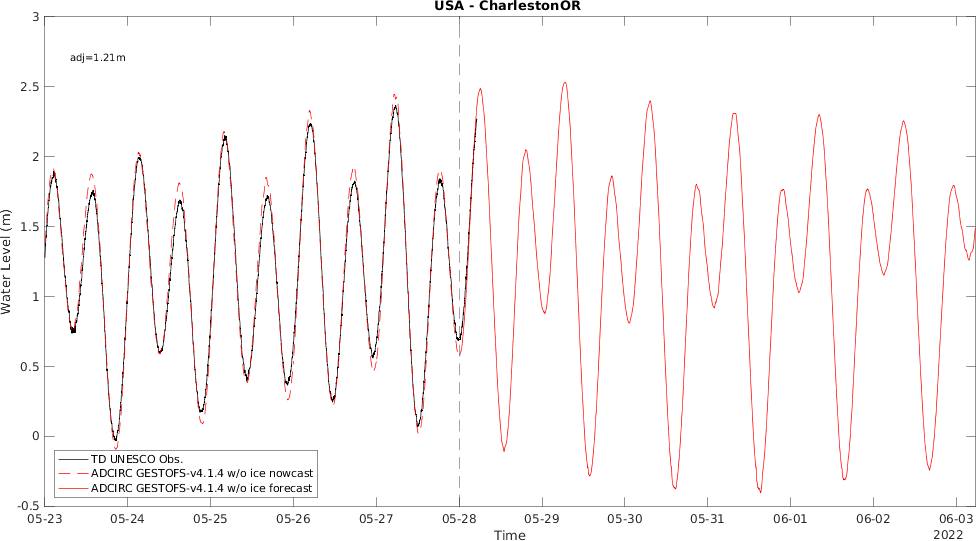 USA - CharlestonOR
adj=1.21m
Water Level (m)
3
2.5
2
1.5
1
0.5
0
-0.5
TD UNESCO Obs.
ADCIRC GESTOFS-v4.1.4 w/o ice nowcast
ADCIRC GESTOFS-v4.1.4 w/o ice forecast
05-23 05-24 05-25 05-26 05-27 05-28 05-29 05-30 05-31 06-01 06-02 06-03
Time 2022